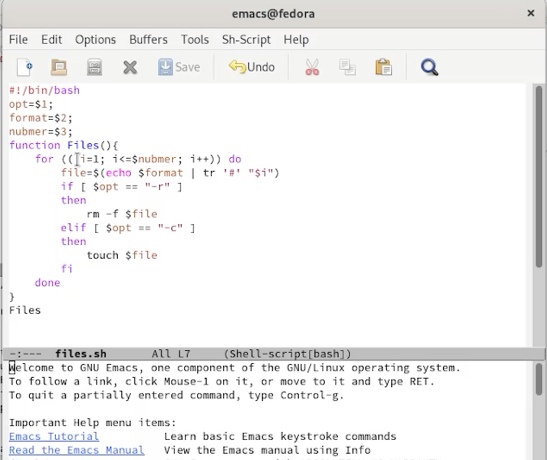 emacs@fedora ×
File Edit Options Buffers Tools Sh-Script Help
Save Undo
#!/bin/bash
opt=$1;
format=$2;
nubmer=$3;
function Files(){
    for (( i=1; i<=$nubmer; i++)) do
        file=$(echo $format | tr '#' "$i")
        if [ $opt == "-r" ]
        then
            rm -f $file
        elif [ $opt == "-c" ]
        then
            touch $file
        fi
    done
}
Files
-:--- files.sh All L7 (Shell-script[bash])
Welcome to GNU Emacs, one component of the GNU/Linux operating system.
To follow a link, click Mouse-1 on it, or move to it and type RET.
To quit a partially entered command, type Control-g.
Important Help menu items:
Emacs Tutorial Learn basic Emacs keystroke commands
Read the Emacs Manual View the Emacs manual using Info